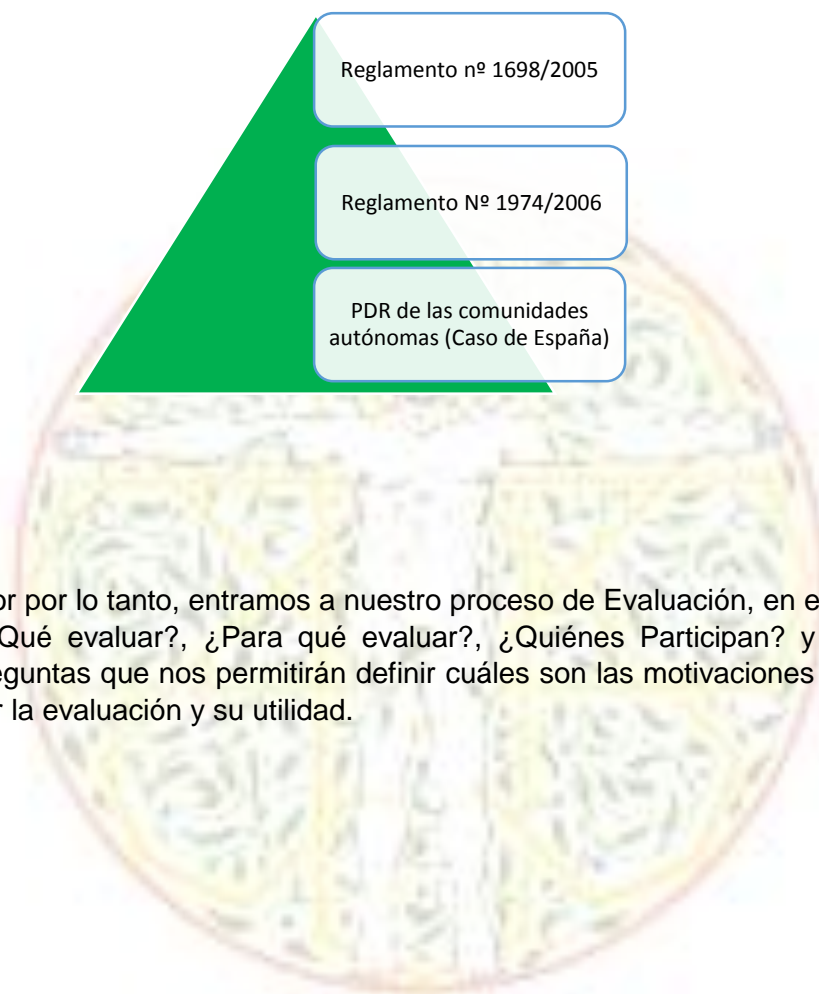 Reglamento nº 1698/2005
Reglamento Nº 1974/2006
PDR de las comunidades
autónomas (Caso de España)
por lo tanto, entramos a nuestro proceso de Evaluación, en
Qué evaluar?, ¿Para qué evaluar?, ¿Quiénes Participan? y
que nos permitirán definir cuáles son las motivaciones
la evaluación y su utilidad.